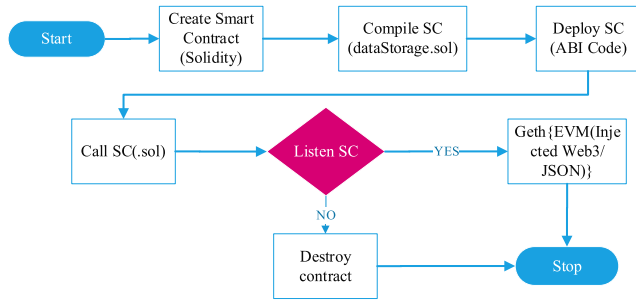 Start
Create Smart
Contract
(Solidity)
Compile SC
(dataStorage.sol)
Deploy SC
(ABI Code)
Call SC(.sol)
Listen SC
YES
Geth{EVM(Inje
cted Web3/
JSON)}
NO
Destroy
contract
Stop